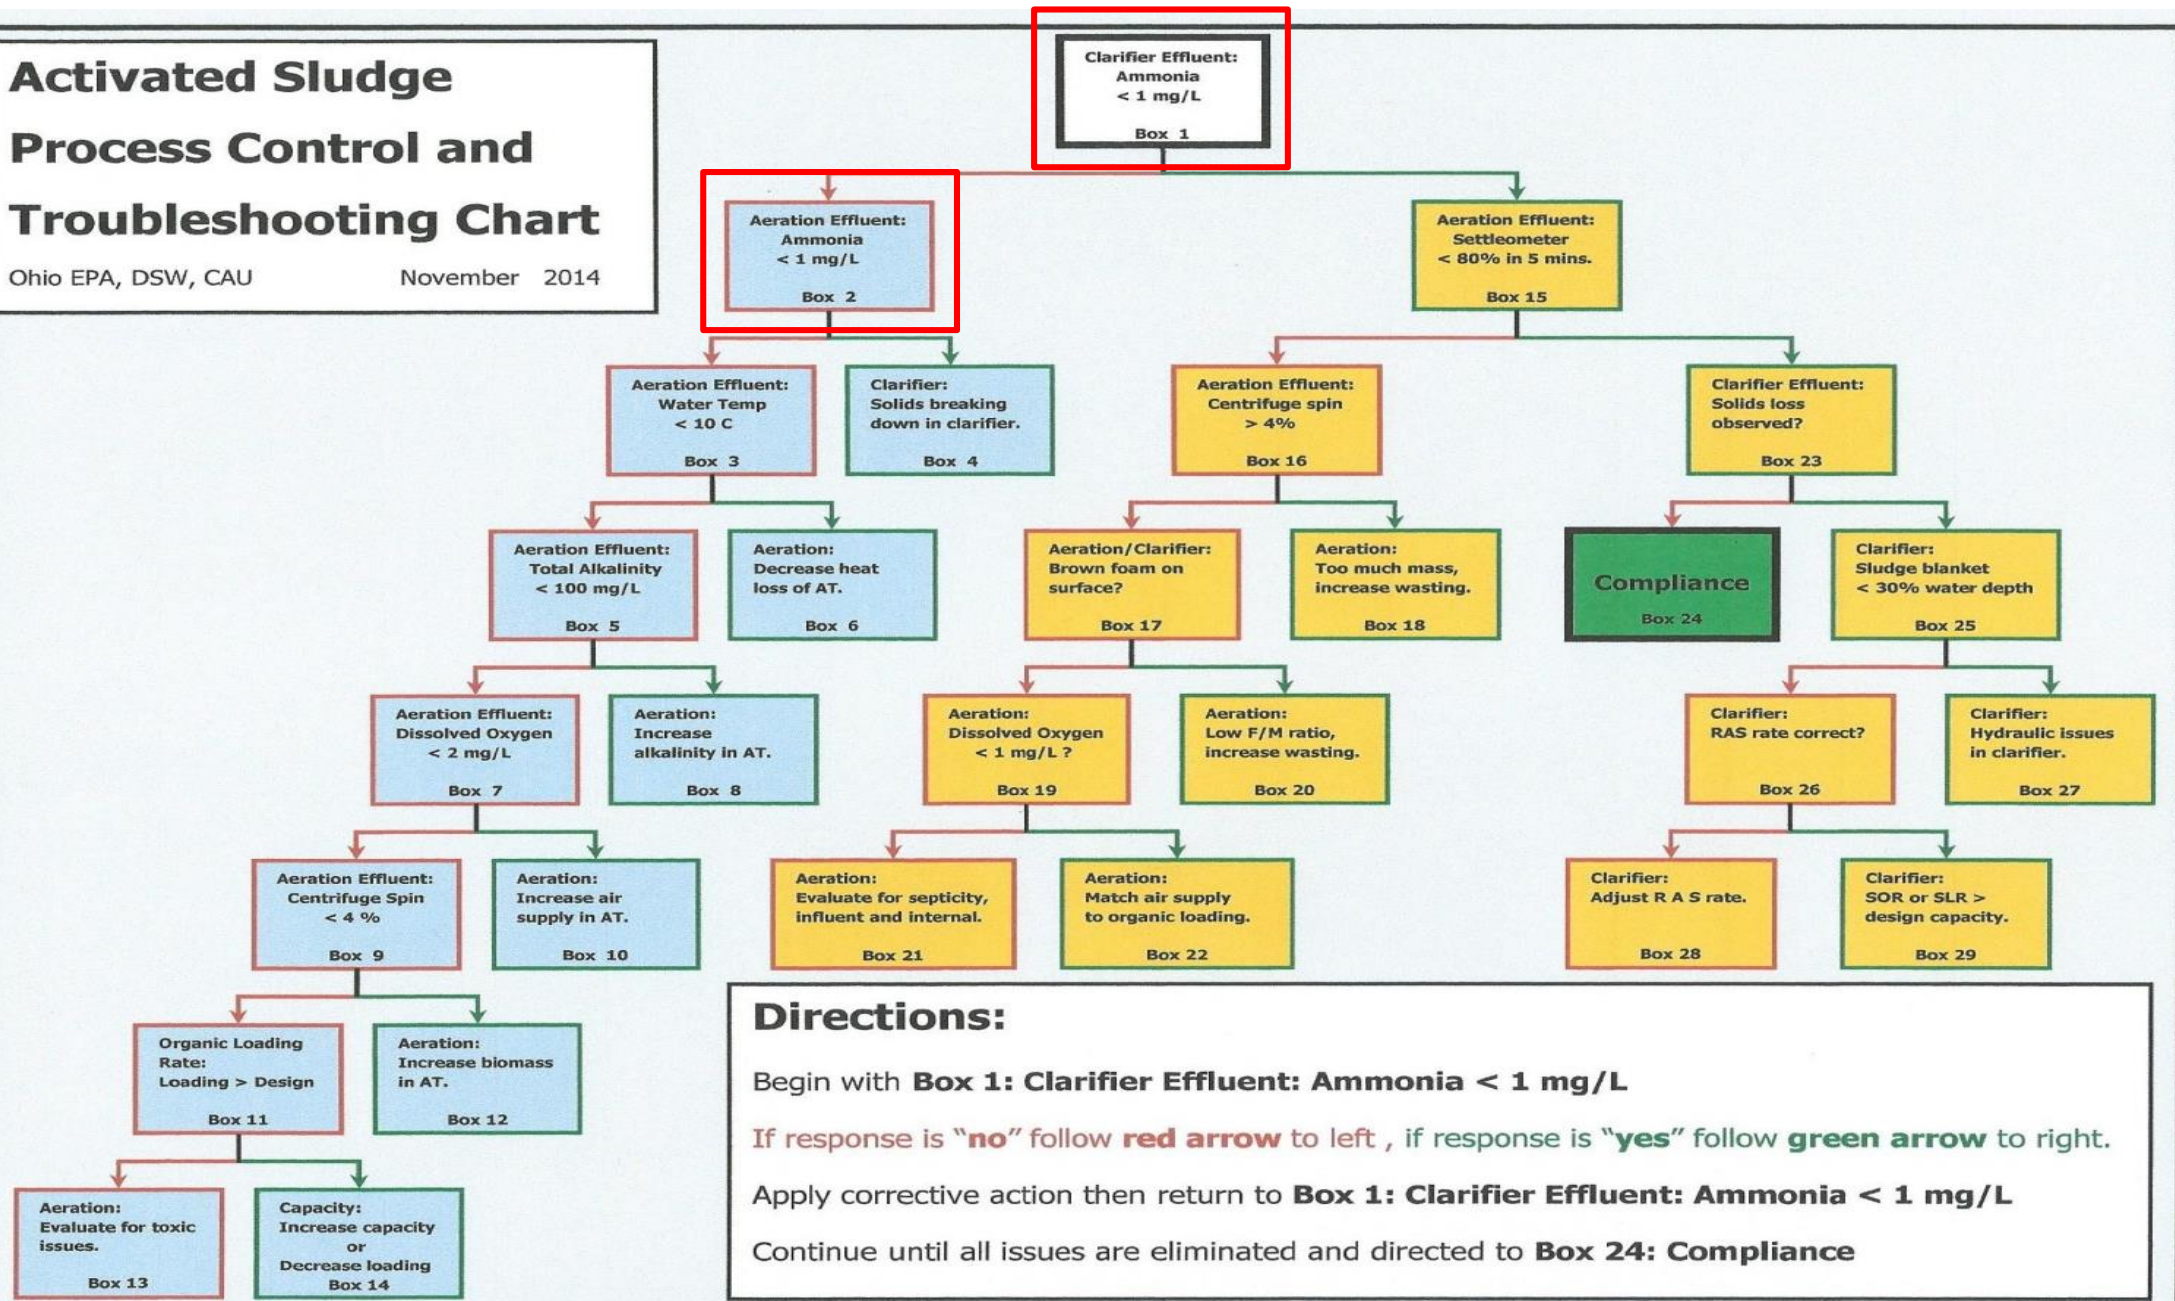 Activated Sludge
Process Control and
Troubleshooting Chart
Ohio EPA, DSW, CAU November 2014
Clarifier Effluent:
Ammonia
< 1 mg/L
Box 1
Aeration Effluent:
Ammonia
< 1 mg/L
Box 2
Aeration Effluent:
Settleometer
< 80% in 5 mins.
Box 15
Aeration Effluent:
Water Temp
< 10 C
Box 3
Clarifier:
Solids breaking
down in clarifier.
Box 4
Aeration Effluent:
Centrifuge spin
> 4%
Box 16
Clarifier Effluent:
Solids loss
observed?
Box 23
Aeration Effluent:
Total Alkalinity
< 100 mg/L
Box 5
Aeration:
Decrease heat
loss of AT.
Box 6
Aeration/Clarifier:
Brown foam on
surface?
Box 17
Aeration:
Too much mass,
increase wasting.
Box 18
Compliance
Box 24
Clarifier:
Sludge blanket
< 30% water depth
Box 25
Aeration Effluent:
Dissolved Oxygen
< 2 mg/L
Box 7
Aeration:
Increase
alkalinity in AT.
Box 8
Aeration:
Dissolved Oxygen
< 1 mg/L ?
Box 19
Aeration:
Low F/M ratio,
increase wasting.
Box 20
Clarifier:
RAS rate correct?
Box 26
Clarifier:
Hydraulic issues
in clarifier.
Box 27
Aeration Effluent:
Centrifuge Spin
< 4 %
Box 9
Aeration:
Increase air
supply in AT.
Box 10
Aeration:
Evaluate for septicity,
influent and internal.
Box 21
Aeration:
Match air supply
to organic loading.
Box 22
Clarifier:
Adjust R A S rate.
Box 28
Clarifier:
SOR or SLR >
design capacity.
Box 29
Organic Loading
Rate:
Loading > Design
Box 11
Aeration:
Increase biomass
in AT.
Box 12
Aeration:
Evaluate for toxic
issues.
Box 13
Capacity:
Increase capacity
or
Decrease loading
Box 14
Directions:
Begin with Box 1: Clarifier Effluent: Ammonia < 1 mg/L
If response is "no" follow red arrow to left , if response is "yes" follow green arrow to right.
Apply corrective action then return to Box 1: Clarifier Effluent: Ammonia < 1 mg/L
Continue until all issues are eliminated and directed to Box 24: Compliance